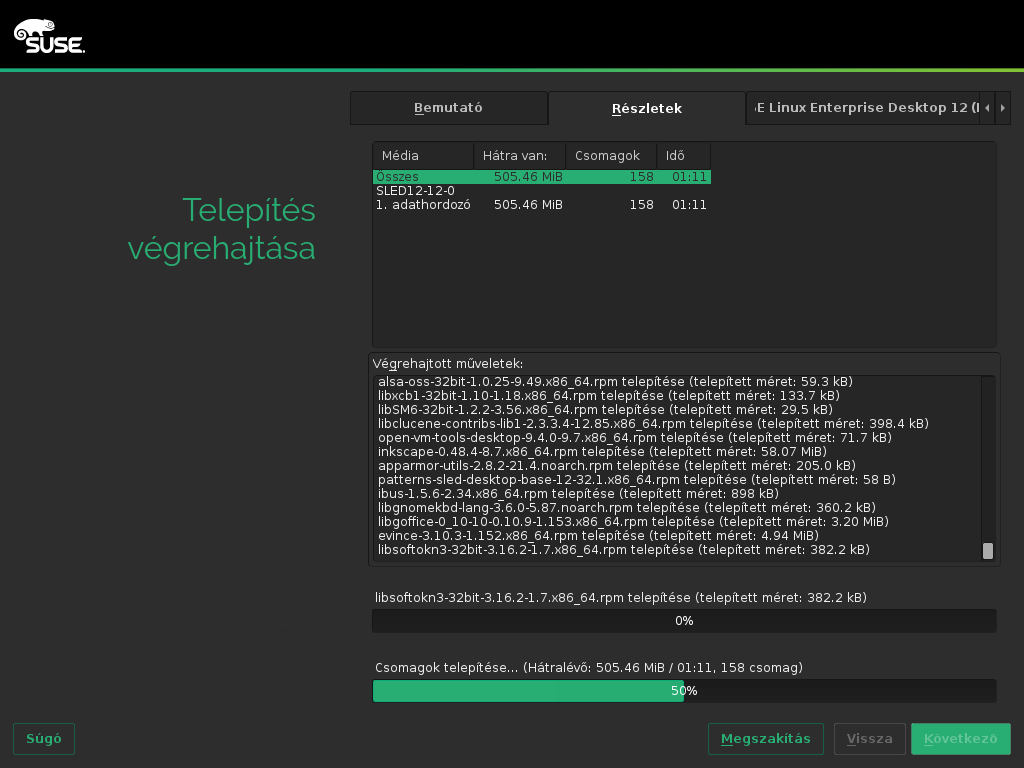 SUSE.
Bemutató Részletek E Linux Enterprise Desktop 12 (
Média Hátra van: Csomagok Idő
Összes 505.46 MiB 158 01:11
SLED12-12-0
1. adathordozó 505.46 MiB 158 01:11
Telepítés
végrehajtása
Végrehajtott műveletek:
alsa-oss-32bit-1.0.25-9.49.x86_64.rpm telepítése (telepített méret: 59.3 kB)
libxcb1-32bit-1.10-1.18.x86_64.rpm telepítése (telepített méret: 133.7 kB)
libSM6-32bit-1.2.2-3.56.x86_64.rpm telepítése (telepített méret: 29.5 kB)
libclucene-contribs-lib1-2.3.3.4-12.85.x86_64.rpm telepítése (telepített méret: 398.4 kB)
open-vm-tools-desktop-9.4.0-9.7.x86_64.rpm telepítése (telepített méret: 71.7 kB)
inkscape-0.48.4-8.7.x86_64.rpm telepítése (telepített méret: 58.07 MiB)
apparmor-utils-2.8.2-21.4.noarch.rpm telepítése (telepített méret: 205.0 kB)
patterns-sled-desktop-base-12-32.1.x86_64.rpm telepítése (telepített méret: 58 B)
ibus-1.5.6-2.34.x86_64.rpm telepítése (telepített méret: 898 kB)
libgnomekbd-lang-3.6.0-5.87.noarch.rpm telepítése (telepített méret: 360.2 kB)
libgoffice-0_10-10-0.10.9-1.153.x86_64.rpm telepítése (telepített méret: 3.20 MiB)
evince-3.10.3-1.152.x86_64.rpm telepítése (telepített méret: 4.94 MiB)
libsoftokn3-32bit-3.16.2-1.7.x86_64.rpm telepítése (telepített méret: 382.2 kB)
libsoftokn3-32bit-3.16.2-1.7.x86_64.rpm telepítése (telepített méret: 382.2 kB)
0%
Csomagok telepítése... (Hátralévő: 505.46 MiB / 01:11, 158 csomag)
50%
Súgó Megszakítás Vissza Következő